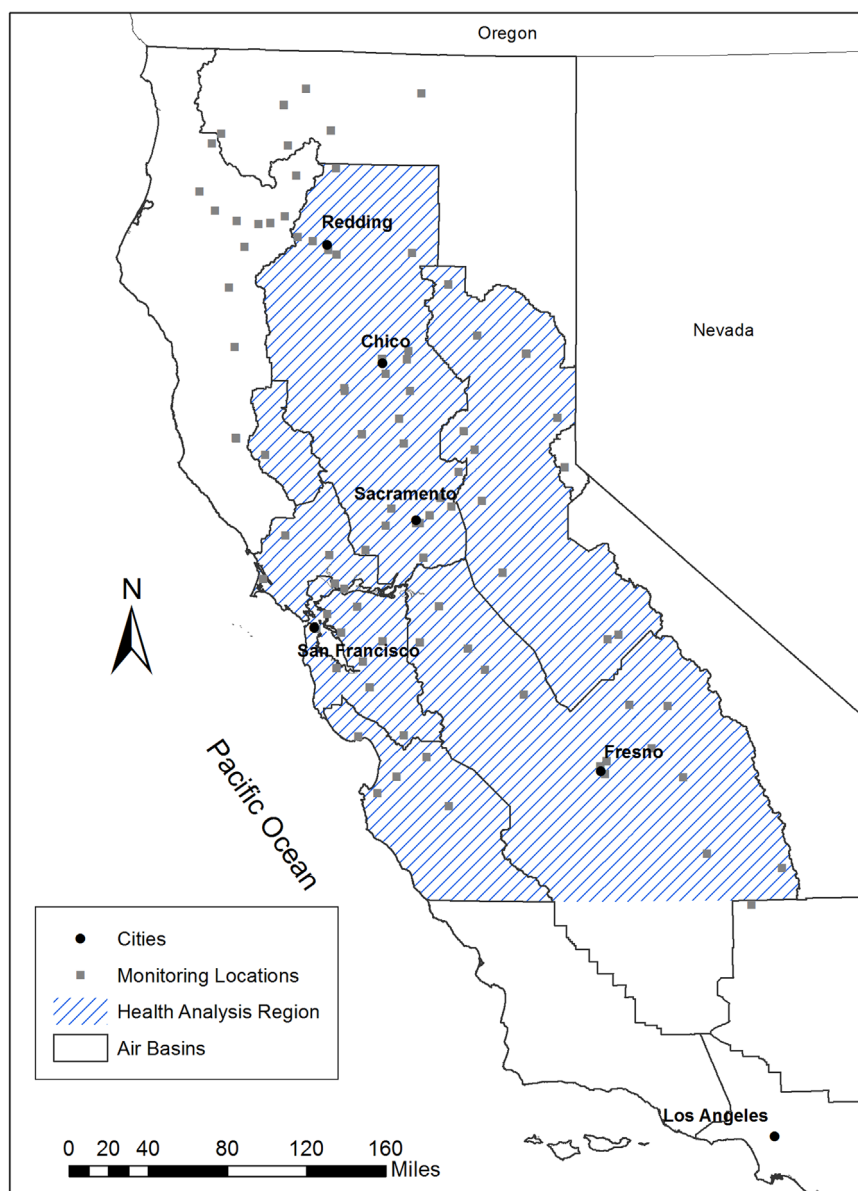 Oregon
Redding
Nevada
Chico
Sacramento
N
San Francisco
Fresno
Pacific Ocean
Cities
Monitoring Locations
Health Analysis Region
Air Basins
Los Angeles
0 20 40 80 120 160
Miles